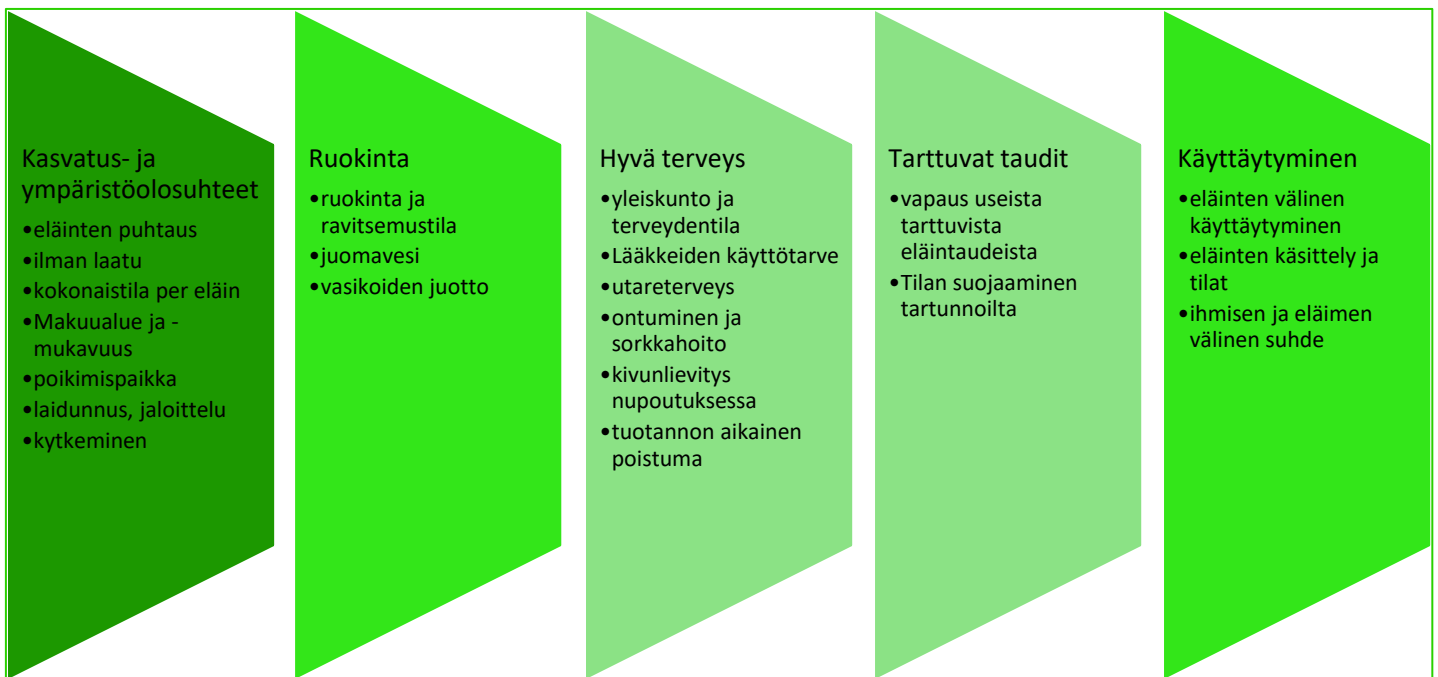 Kasvatus- ja
ympäristöolosuhteet
•eläinten puhtaus
•ilman laatu
•kokonaistila per eläin
•Makuualue ja -
mukavuus
•poikimispaikka
•laidunnus, jaloittelu
•kytkeminen
Ruokinta
•ruokinta ja
ravitsemustila
•juomavesi
•vasikoiden juotto
Hyvä terveys
•yleiskunto ja
terveydentila
•Lääkkeiden käyttötarve
•utareterveys
•ontuminen ja
sorkkahoito
•kivunlievitys
nupoutuksessa
•tuotannon aikainen
poistuma
Tarttuvat taudit
•vapaus useista
tarttuvista
eläintaudeista
•Tilan suojaaminen
tartunnoilta
Käyttäytyminen
•eläinten välinen
käyttäytyminen
•eläinten käsittely ja
tilat
•ihmisen ja eläimen
välinen suhde